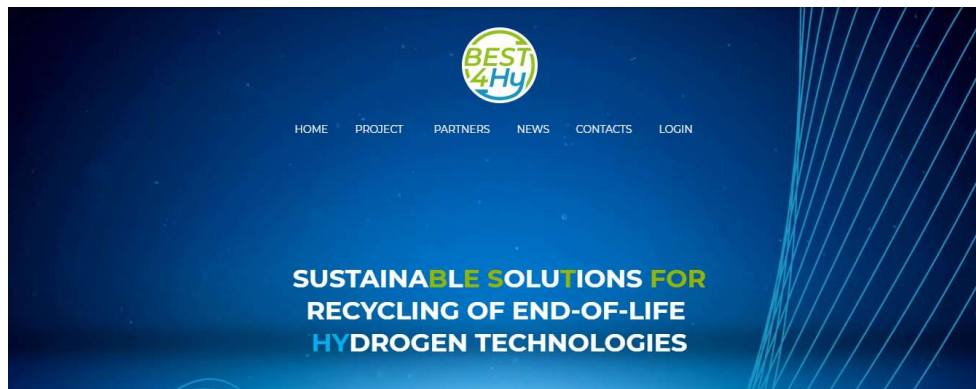 BEST
4Hy
HOME PROJECT PARTNERS NEWS CONTACTS LOGIN
SUSTAINABLE SOLUTIONS FOR
RECYCLING OF END-OF-LIFE
HYDROGEN TECHNOLOGIES